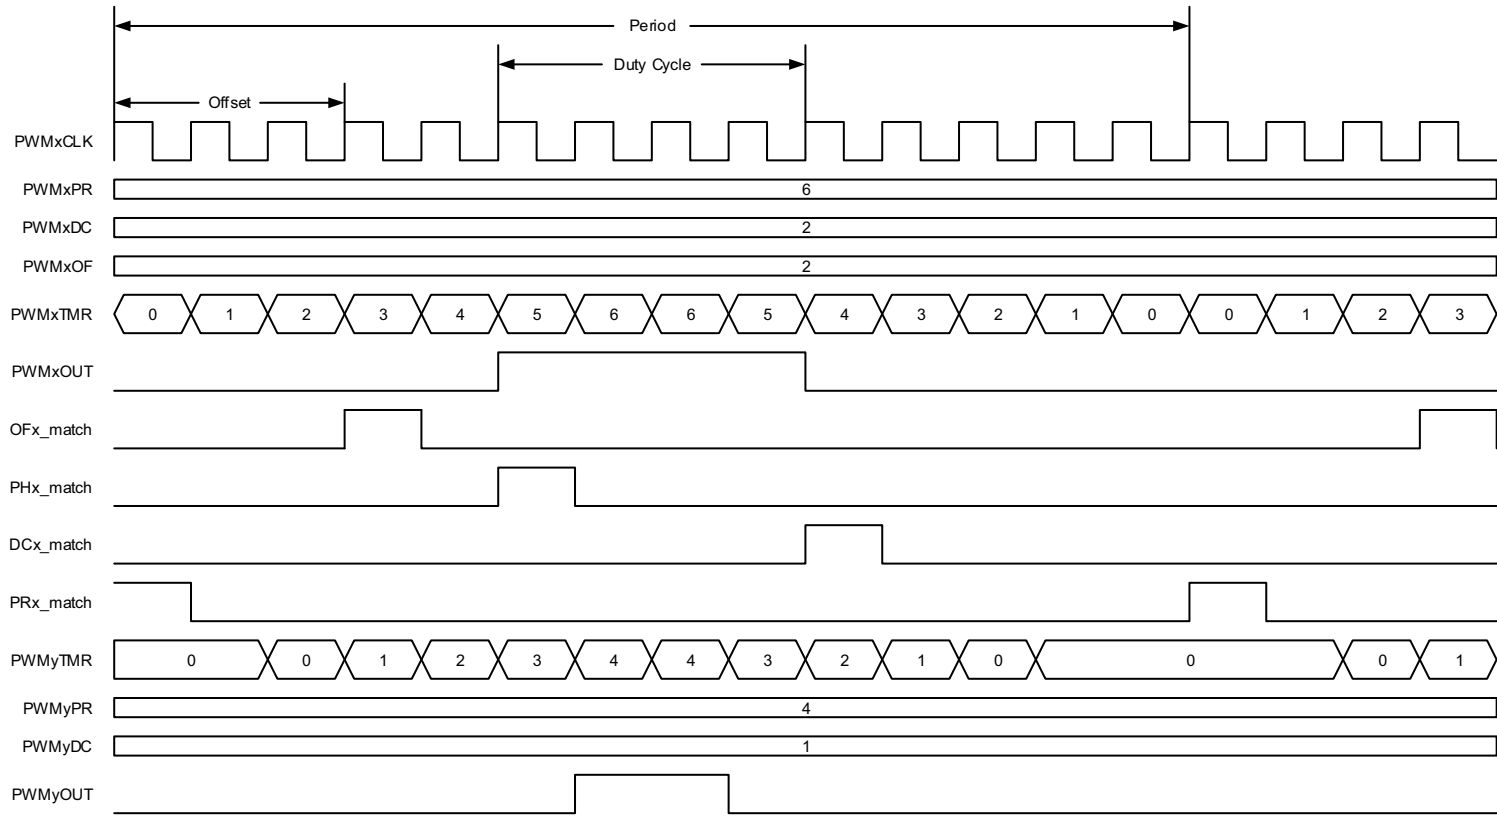 Period
Duty Cycle
Offset
PWMxCLK
PWMxPR 6
PWMxDC 2
PWMxOF 2
PWMxTMR 0 1 2 3 4 5 6 6 5 4 3 2 1 0 0 1 2 3
PWMxOUT
OFx_match
PHx_match
DCx_match
PRx_match
PWMyTMR 0 0 1 2 3 4 4 3 2 1 0 0 0 1
PWMyPR 4
PWMyDC 1
PWMyOUT